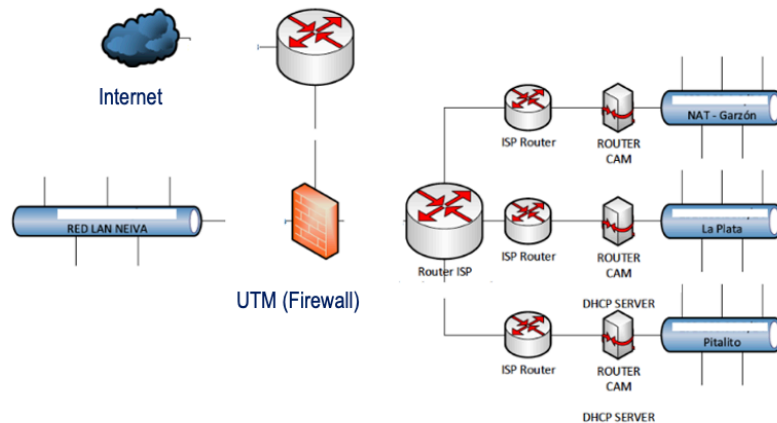 Internet
ISP Router
ROUTER
CAM
NAT - Garzón
RED LAN NEIVA
UTM (Firewall)
Router ISP
ISP Router
ROUTER
CAM
La Plata
DHCP SERVER
ISP Router
ROUTER
CAM
Pitalito
DHCP SERVER